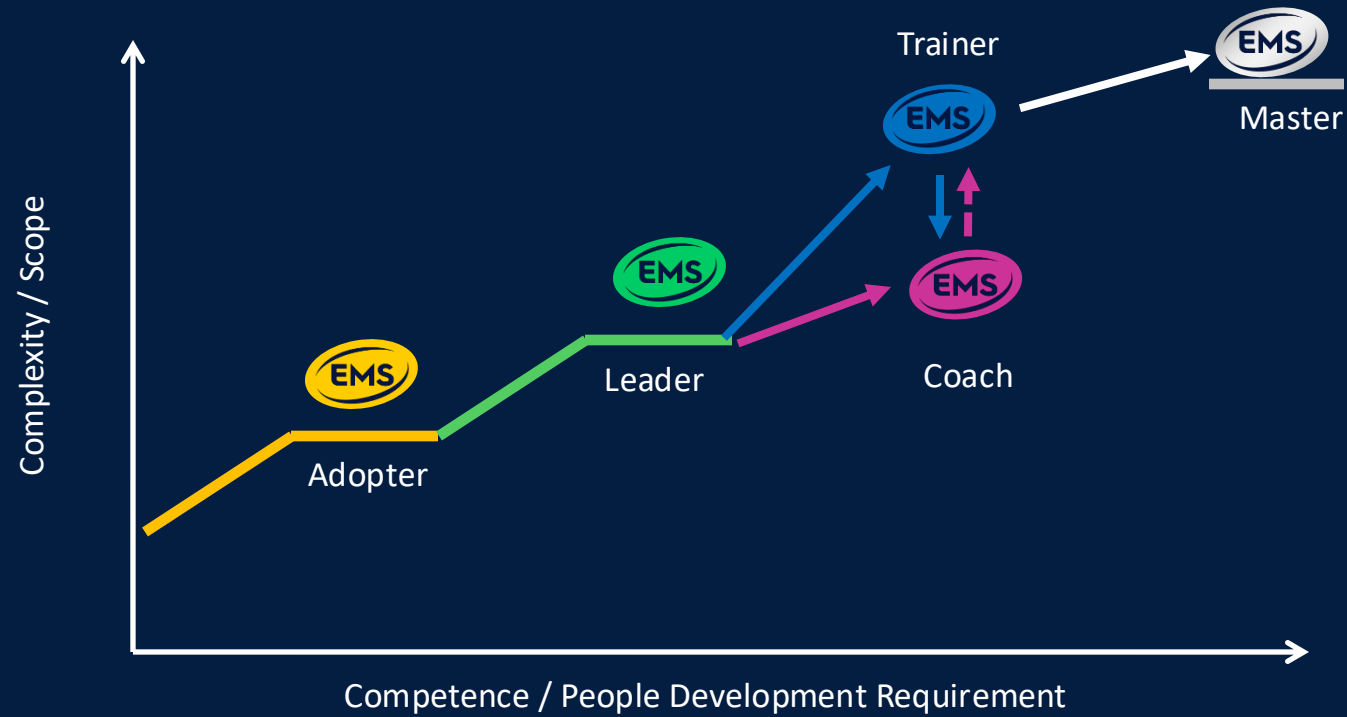 EMS
Trainer
Master
EMS
EMS
EMS
Leader
Coach
EMS
Adopter
Complexity / Scope
Competence / People Development Requirement